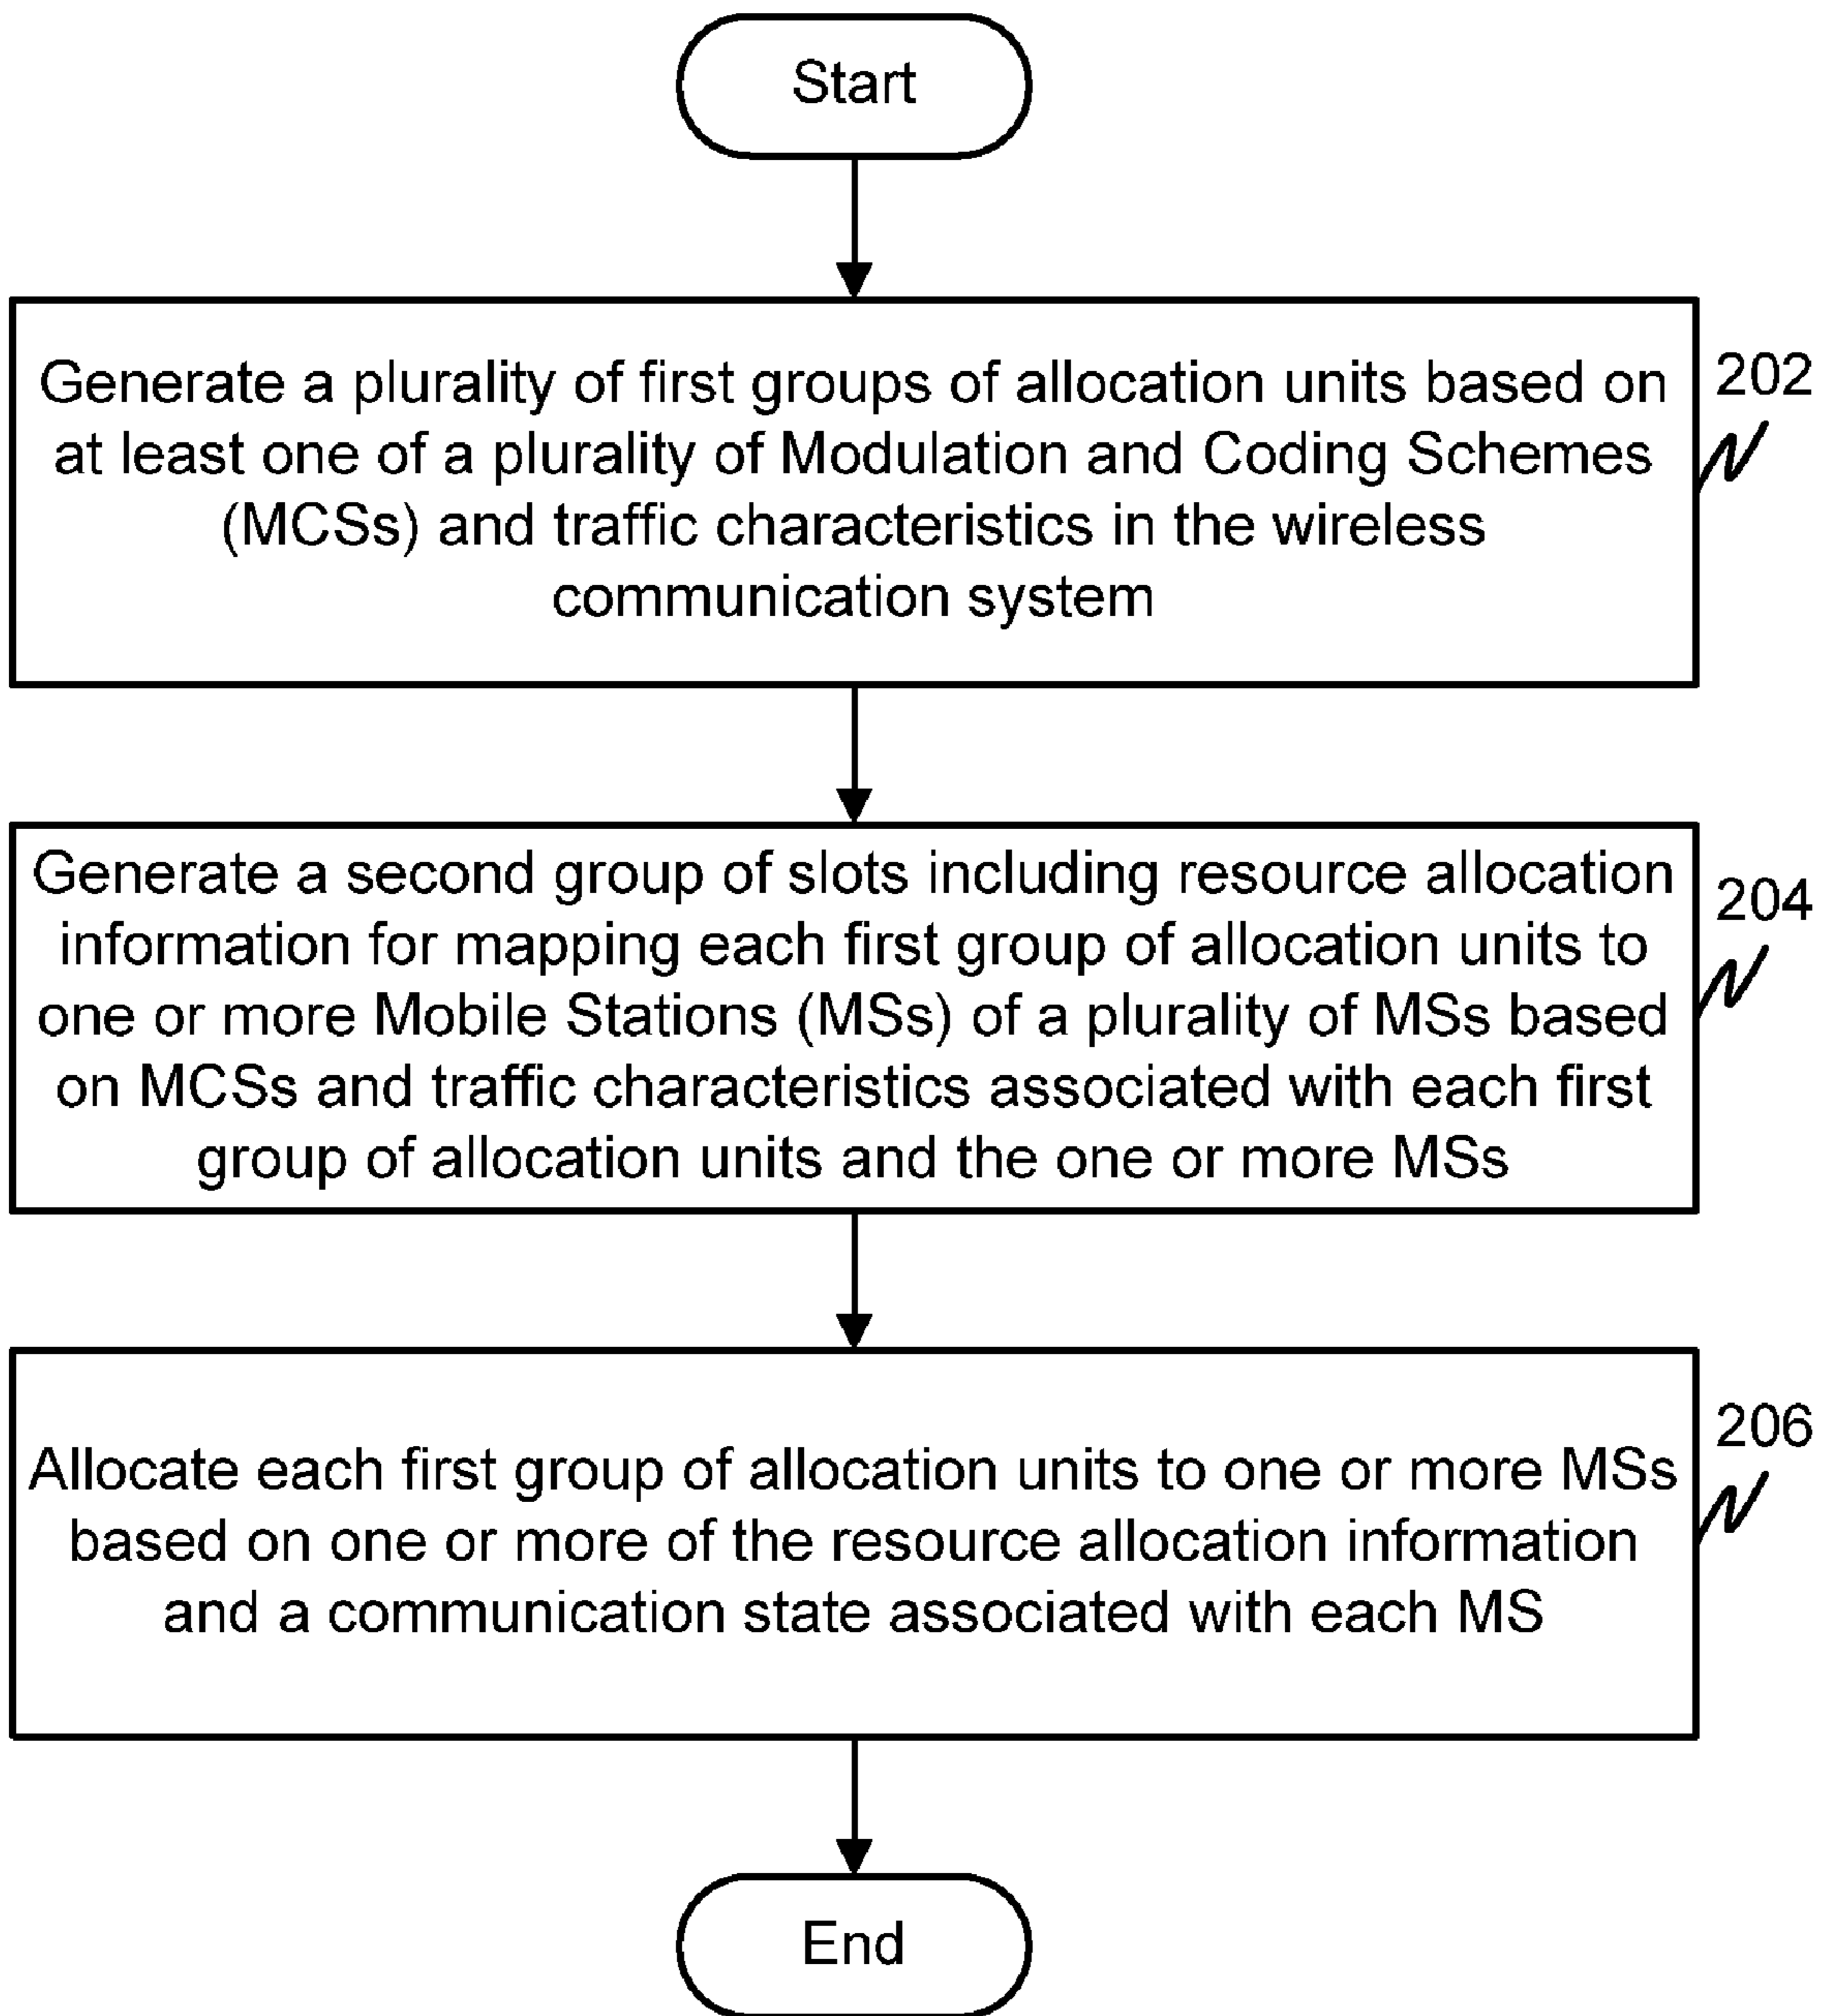 Start
Generate a plurality of first groups of allocation units based on
at least one of a plurality of Modulation and Coding Schemes
(MCSs) and traffic characteristics in the wireless
communication system
202
Generate a second group of slots including resource allocation
information for mapping each first group of allocation units to
one or more Mobile Stations (MSs) of a plurality of MSs based
on MCSs and traffic characteristics associated with each first
group of allocation units and the one or more MSs
204
Allocate each first group of allocation units to one or more MSs
based on one or more of the resource allocation information
and a communication state associated with each MS
206
End